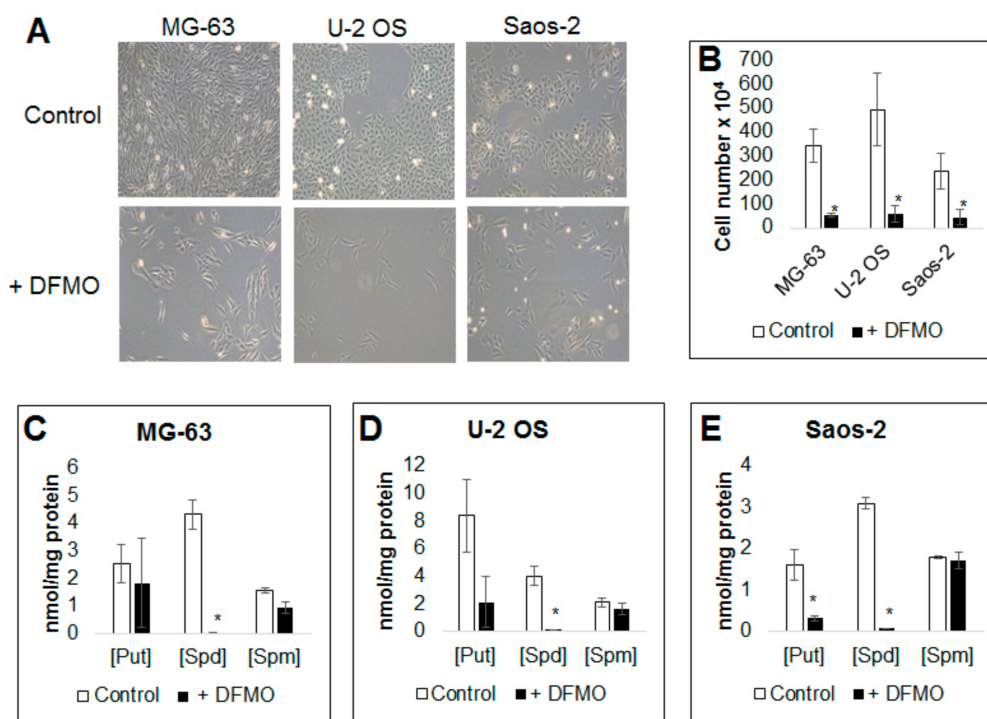 A
MG-63 U-2 OS Saos-2
Control
+ DFMO
B
Cell number x 10⁴
700
600
500
400
300
200
100
0
* * *
MG-63 U-2 OS Saos-2
Control + DFMO
C MG-63
nmol/mg protein
6
5
4
3
2
1
0
*
[Put] [Spd] [Spm]
Control + DFMO
D U-2 OS
nmol/mg protein
12
10
8
6
4
2
0
*
[Put] [Spd] [Spm]
Control + DFMO
E Saos-2
nmol/mg protein
4
3
2
1
0
* *
[Put] [Spd] [Spm]
Control + DFMO